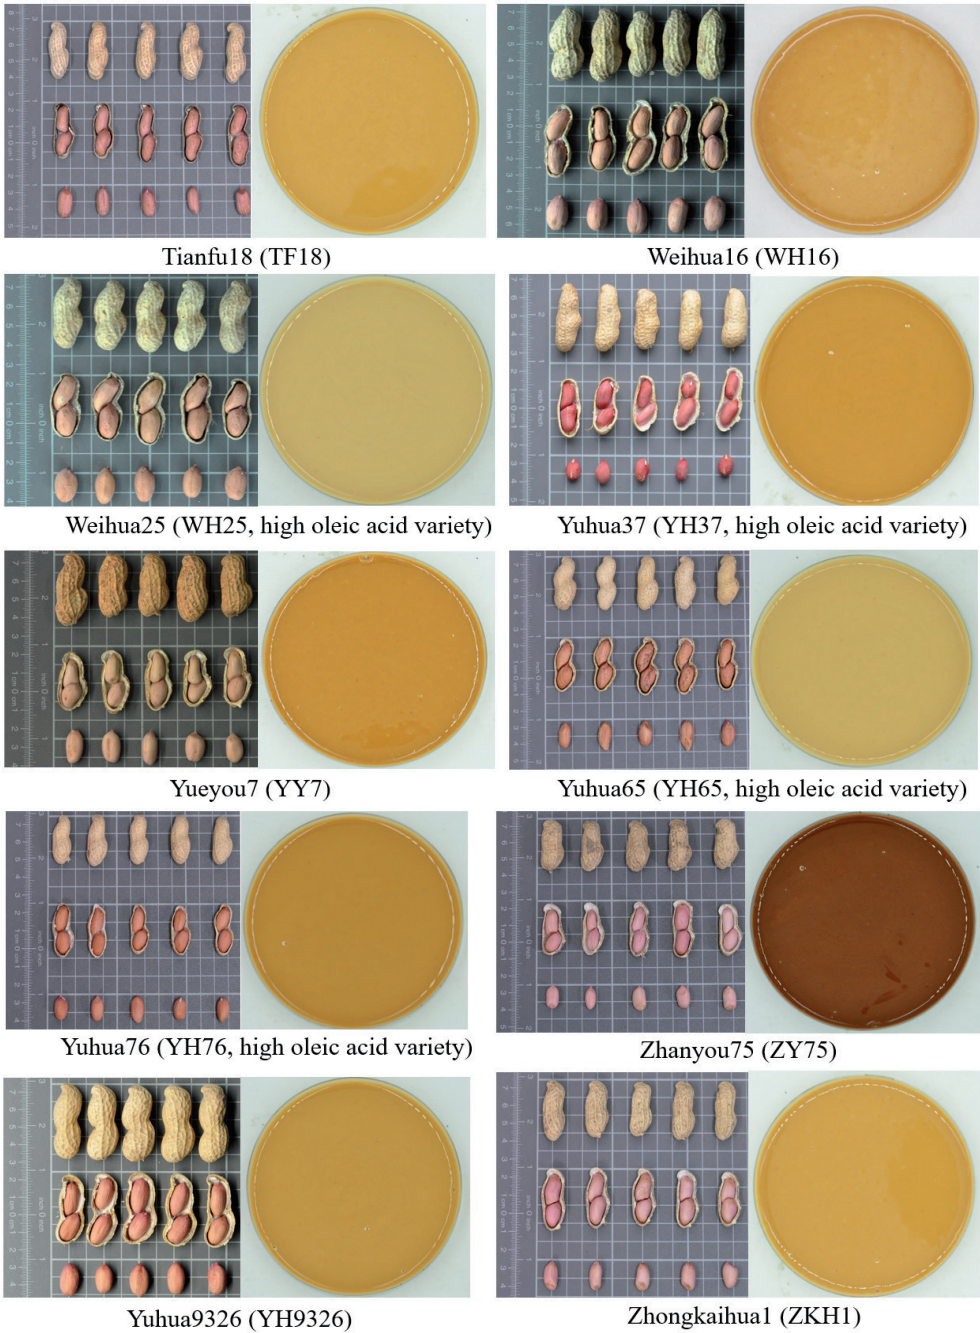 Tianfu18 (TF18)
Weihua16 (WH16)
Weihua25 (WH25, high oleic acid variety)
Yuhua37 (YH37, high oleic acid variety)
Yueyou7 (YY7)
Yuhua65 (YH65, high oleic acid variety)
Yuhua76 (YH76, high oleic acid variety)
Zhanyou75 (ZY75)
Yuhua9326 (YH9326)
Zhongkaihua1 (ZKH1)